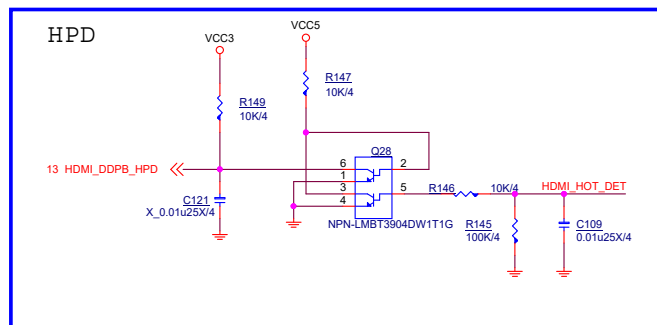 HPD
VCC3
VCC5
R147
10K/4
R149
10K/4
Q28
13 HDMI_DDPB_HPD
6
2
1
3
5
4
R146
10K/4
HDMI_HOT_DET
C121
X_0.01u25X/4
NPN-LMBT3904DW1T1G
R145
100K/4
C109
0.01u25X/4